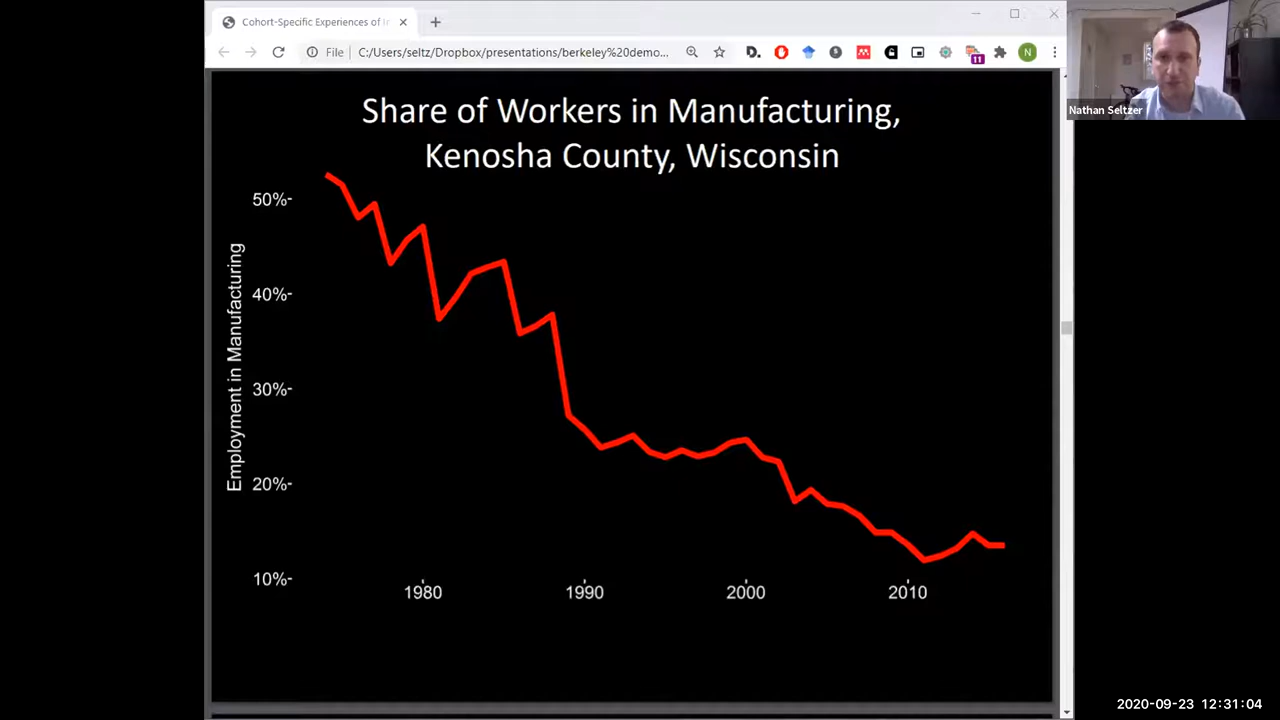 Cohort-Specific Experiences of In
File
C:/Users/seltz/Dropbox/presentations/berkeley%20demo...
D.
11
N
Nathan Seltzer
Share of Workers in Manufacturing,
Kenosha County, Wisconsin
Employment in Manufacturing
50%-
40%-
30%-
20%-
10%-
1980
1990
2000
2010
2020-09-23 12:31:04